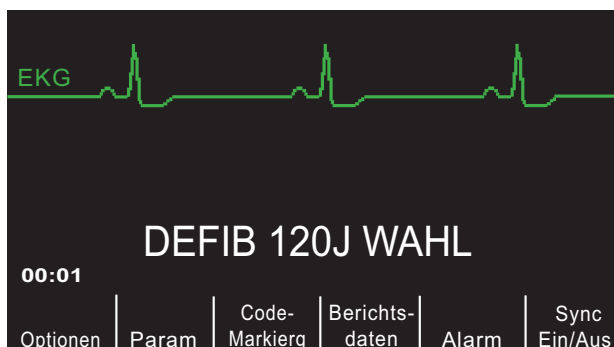 EKG
DEFIB 120J WAHL
00:01
Optionen
Param
Code-
Markierg
Berichts-
daten
Alarm
Sync
Ein/Aus